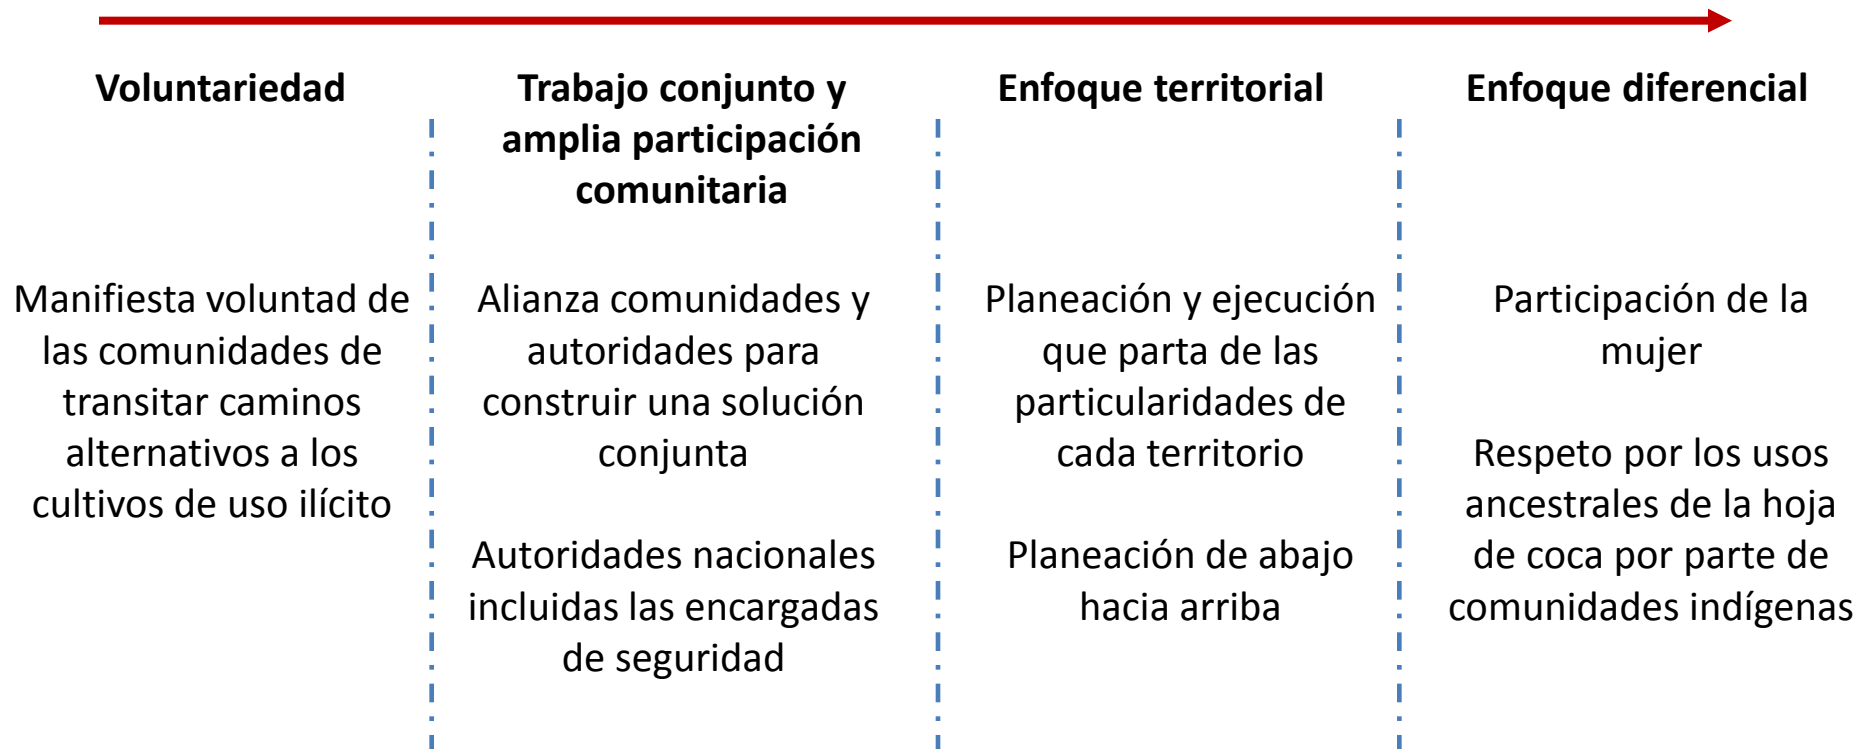 Voluntariedad
Manifiesta voluntad de
las comunidades de
transitar caminos
alternativos a los
cultivos de uso ilícito
Trabajo conjunto y
amplia participación
comunitaria
Alianza comunidades y
autoridades para
construir una solución
conjunta
Autoridades nacionales
incluidas las encargadas
de seguridad
Enfoque territorial
Planeación y ejecución
que parta de las
particularidades de
cada territorio
Planeación de abajo
hacia arriba
Enfoque diferencial
Participación de la
mujer
Respeto por los usos
ancestrales de la hoja
de coca por parte de
comunidades indígenas